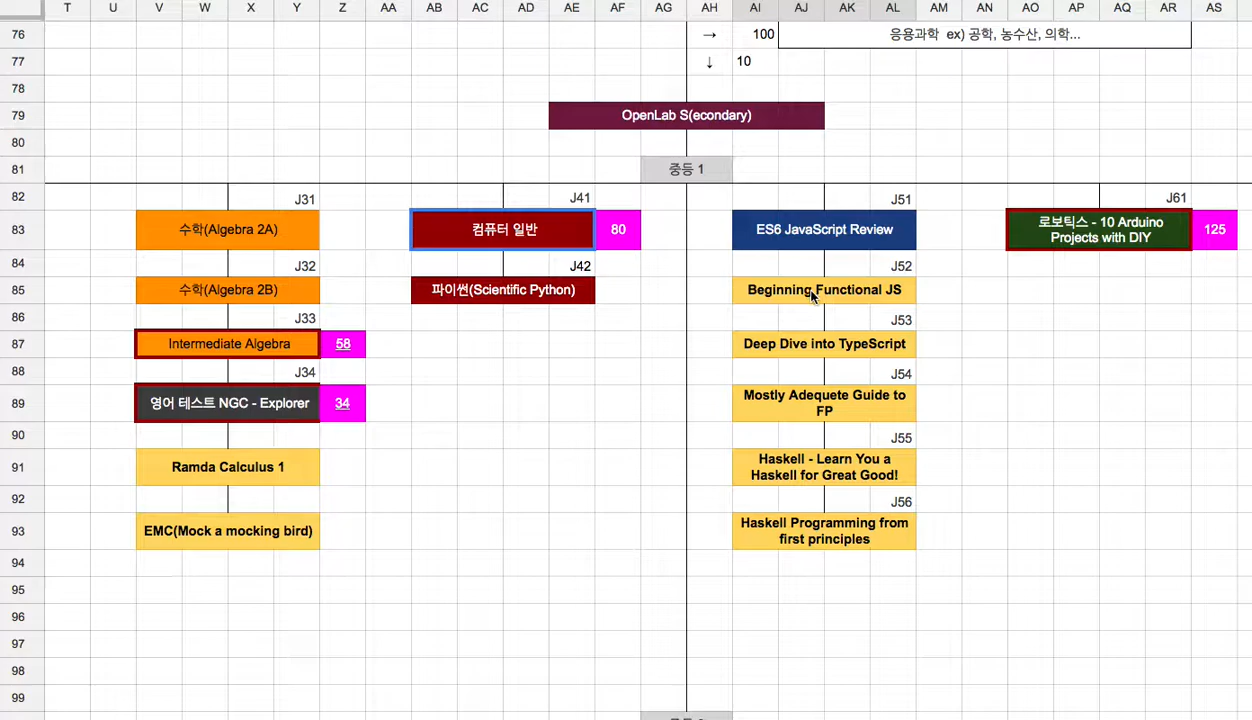 T U V W X Y Z AA AB AC AD AE AF AG AH AI AJ AK AL AM AN AO AP AQ AR AS
76 → 100 응용과학 ex) 공학, 농수산, 의학...
77 ↓ 10
78
79 OpenLab S(econdary)
80
81 중등 1
82 J31 J41 J51 J61
83 수학(Algebra 2A) 컴퓨터 일반 80 ES6 JavaScript Review 로보틱스 - 10 Arduino
Projects with DIY 125
84 J32 J42 J52
85 수학(Algebra 2B) 파이썬(Scientific Python) Beginning Functional JS
86 J33 J53
87 Intermediate Algebra 58 Deep Dive into TypeScript
88 J34 J54
89 영어 테스트 NGC - Explorer 34 Mostly Adequete Guide to
FP
90 J55
91 Ramda Calculus 1 Haskell - Learn You a
Haskell for Great Good!
92 J56
93 EMC(Mock a mocking bird) Haskell Programming from
first principles
94
95
96
97
98
99